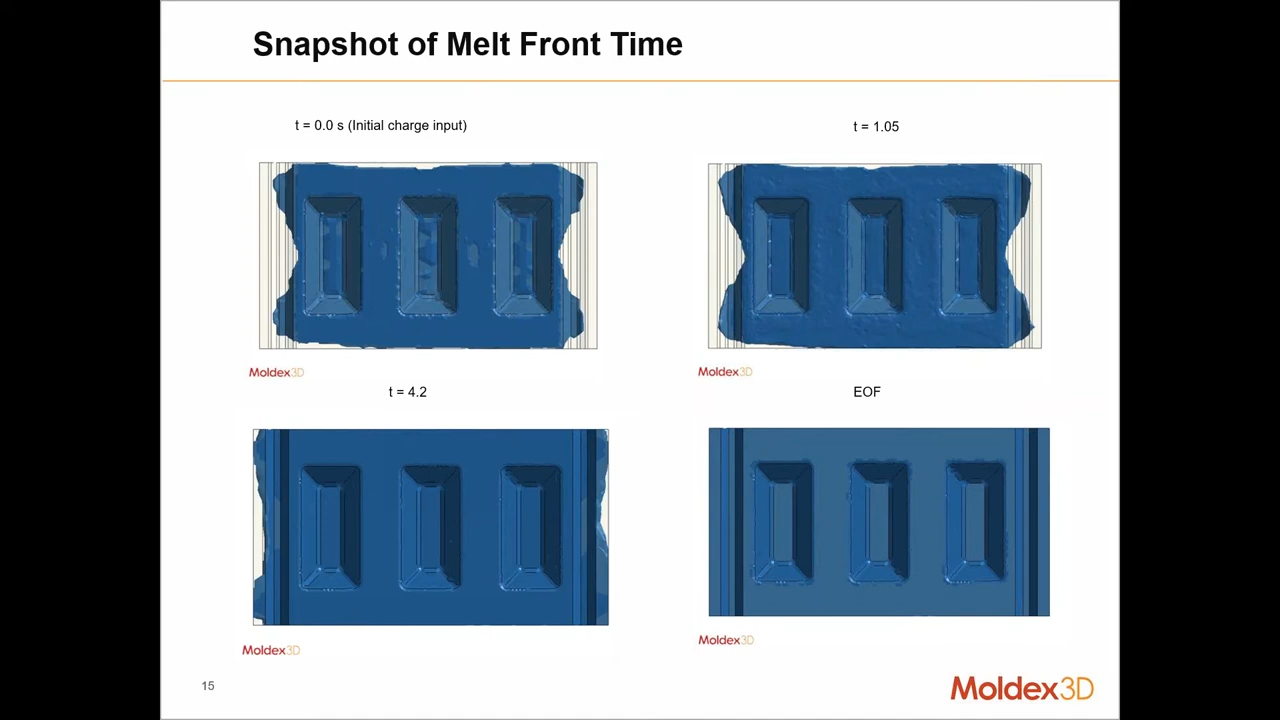 Snapshot of Melt Front Time
t = 0.0 s (Initial charge input)
t = 1.05
Moldex3D
Moldex3D
t = 4.2
EOF
Moldex3D
Moldex3D
15
Moldex3D